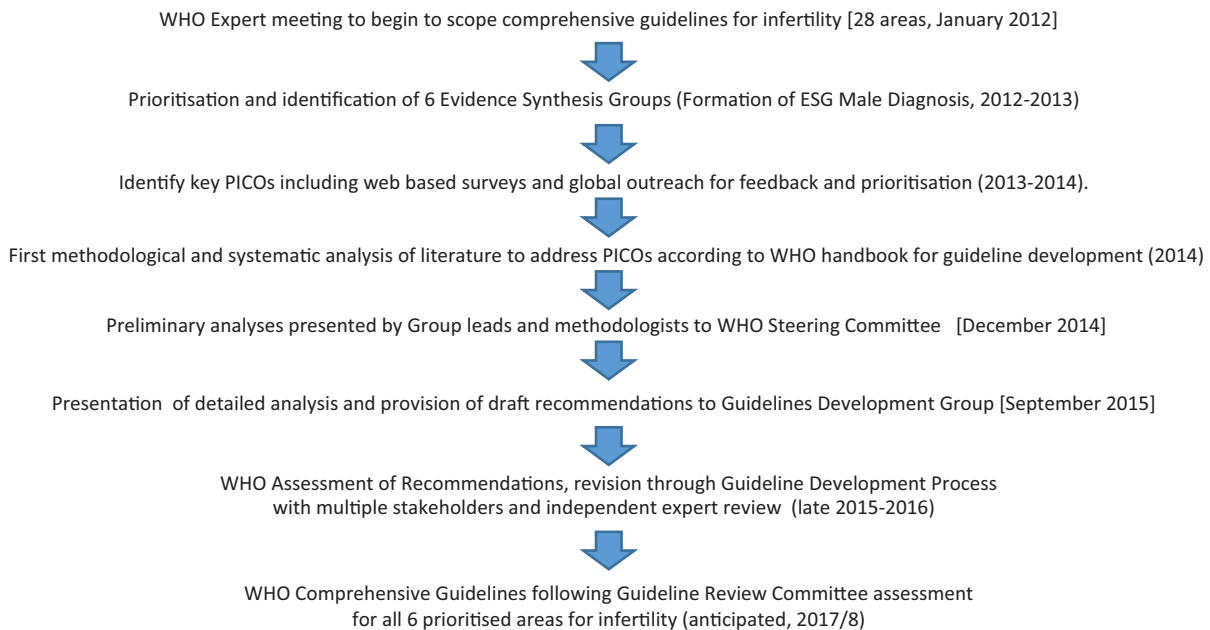 WHO Expert meeting to begin to scope comprehensive guidelines for infertility [28 areas, January 2012]
Prioritisation and identification of 6 Evidence Synthesis Groups (Formation of ESG Male Diagnosis, 2012-2013)
Identify key PICOs including web based surveys and global outreach for feedback and prioritisation (2013-2014).
First methodological and systematic analysis of literature to address PICOs according to WHO handbook for guideline development (2014)
Preliminary analyses presented by Group leads and methodologists to WHO Steering Committee [December 2014]
Presentation of detailed analysis and provision of draft recommendations to Guidelines Development Group [September 2015]
WHO Assessment of Recommendations, revision through Guideline Development Process
with multiple stakeholders and independent expert review (late 2015-2016)
WHO Comprehensive Guidelines following Guideline Review Committee assessment
for all 6 prioritised areas for infertility (anticipated, 2017/8)